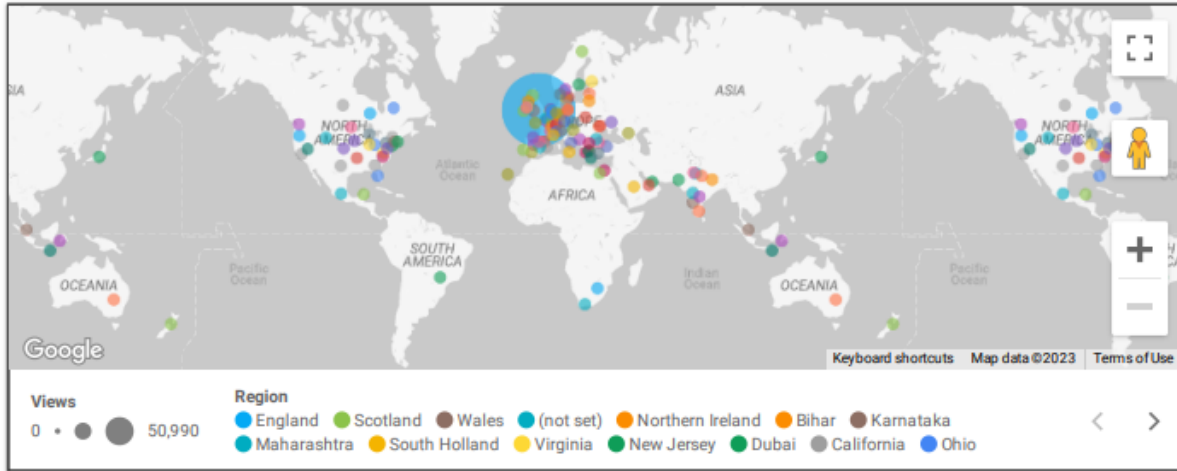 SIA
NORTH
AMERICA
Atlantic
Ocean
ASIA
AFRICA
NORTH
AMERICA
SOUTH
AMERICA
Pacific
Ocean
Indian
Ocean
Pacific
Ocean
OCEANIA
OCEANIA
Google
Keyboard shortcuts Map data ©2023 Terms of Use
Views
0 50,990
Region
England Scotland Wales (not set) Northern Ireland Bihar Karnataka
Maharashtra South Holland Virginia New Jersey Dubai California Ohio